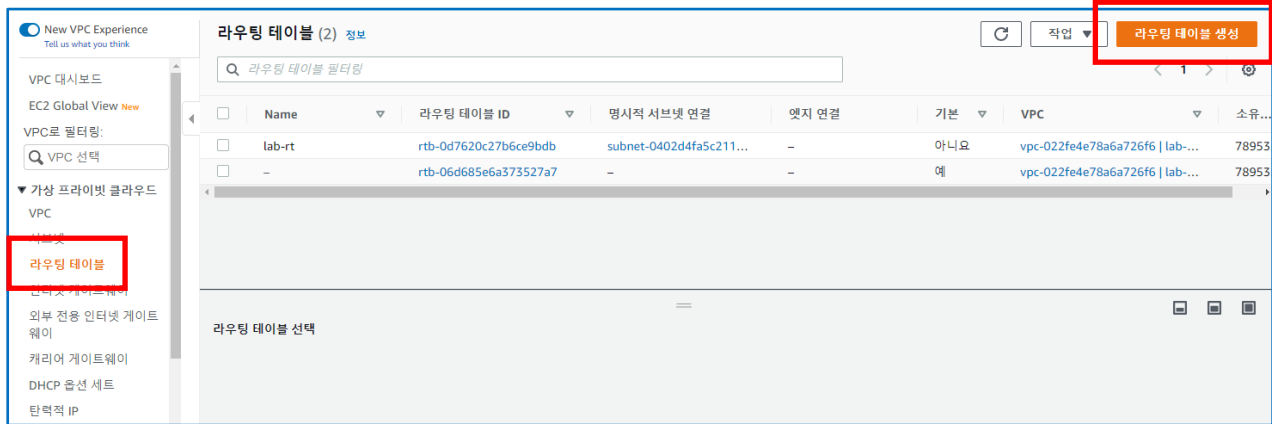 New VPC Experience
Tell us what you think
VPC 대시보드
EC2 Global View New
VPC로 필터링:
VPC 선택
가상 프라이빗 클라우드
VPC
서브넷
라우팅 테이블
인터넷 게이트웨이
외부 전용 인터넷 게이트
웨이
캐리어 게이트웨이
DHCP 옵션 세트
탄력적 IP
라우팅 테이블 (2) 정보
작업
라우팅 테이블 생성
라우팅 테이블 필터링
1
Name 라우팅 테이블 ID 명시적 서브넷 연결 엣지 연결 기본 VPC 소유...
lab-rt rtb-0d7620c27b6ce9bdb subnet-0402d4fa5c211... – 아니요 vpc-022fe4e78a6a726f6 | lab-... 78953
– rtb-06d685e6a373527a7 – – 예 vpc-022fe4e78a6a726f6 | lab-... 78953
라우팅 테이블 선택